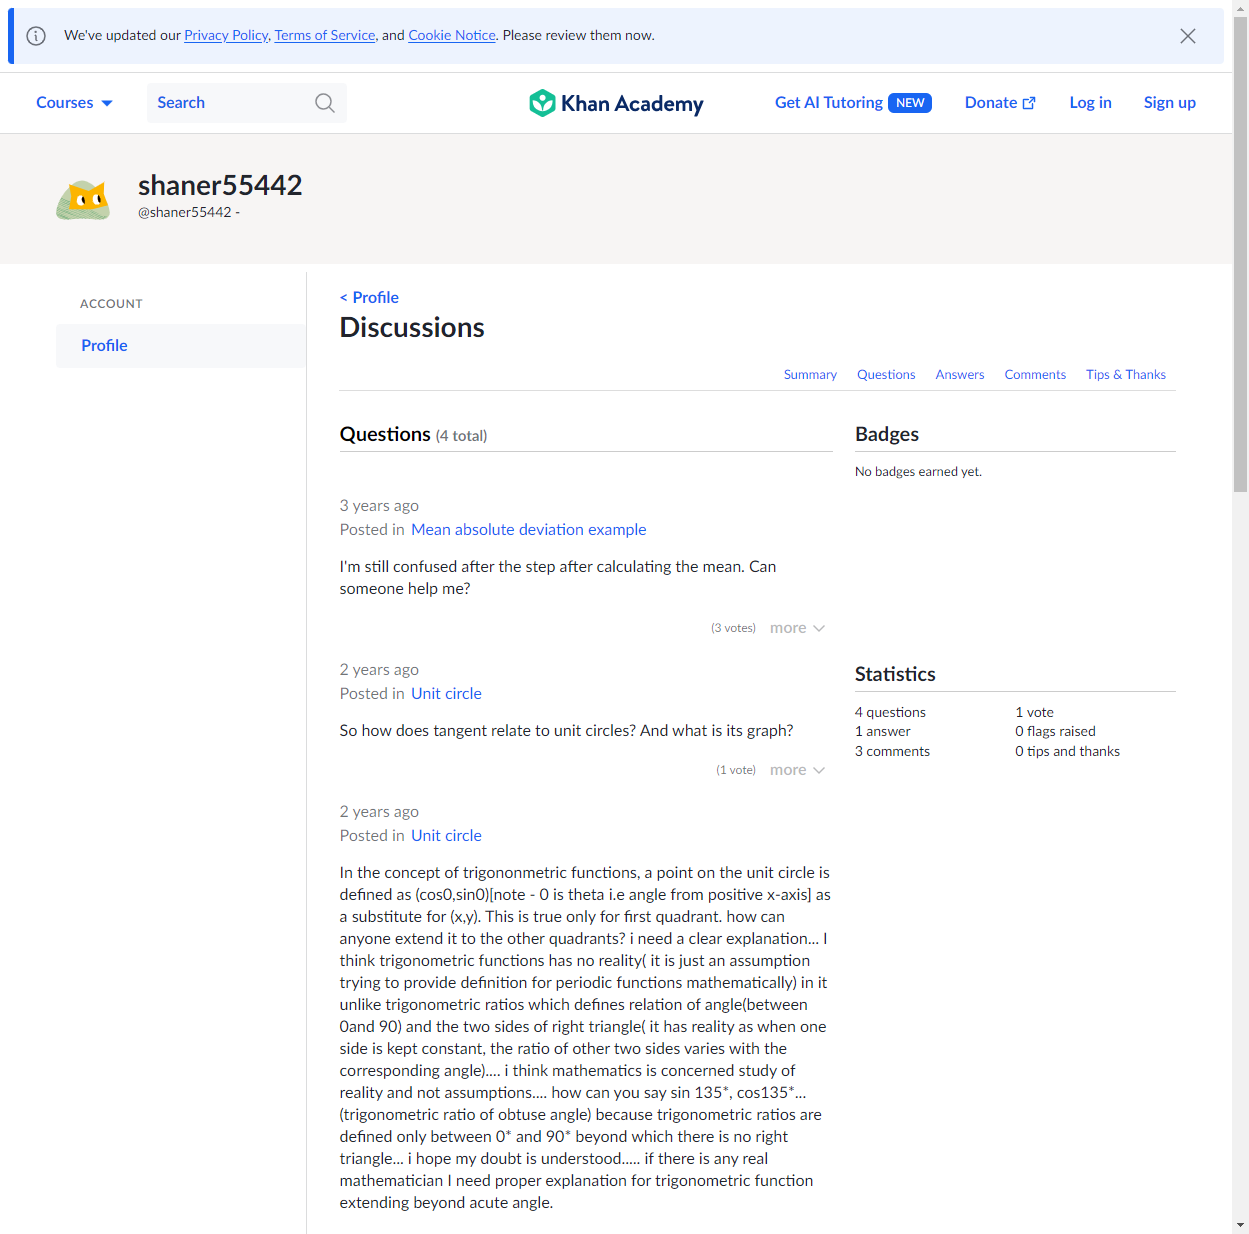 We've updated our Privacy Policy, Terms of Service, and Cookie Notice. Please review them now.
Courses
Search
Khan Academy
Get AI Tutoring NEW
Donate
Log in
Sign up
shaner55442
@shaner55442 -
ACCOUNT
Profile
< Profile
Discussions
Summary
Questions
Answers
Comments
Tips & Thanks
Questions (4 total)
3 years ago
Posted in Mean absolute deviation example
I'm still confused after the step after calculating the mean. Can
someone help me?
(3 votes) more
2 years ago
Posted in Unit circle
So how does tangent relate to unit circles? And what is its graph?
(1 vote) more
2 years ago
Posted in Unit circle
In the concept of trigononmetric functions, a point on the unit circle is
defined as (cos0,sin0)[note - 0 is theta i.e angle from positive x-axis] as
a substitute for (x,y). This is true only for first quadrant. how can
anyone extend it to the other quadrants? i need a clear explanation... I
think trigonometric functions has no reality( it is just an assumption
trying to provide definition for periodic functions mathematically) in it
unlike trigonometric ratios which defines relation of angle(between
0and 90) and the two sides of right triangle( it has reality as when one
side is kept constant, the ratio of other two sides varies with the
corresponding angle).... i think mathematics is concerned study of
reality and not assumptions.... how can you say sin 135*, cos135*...
(trigonometric ratio of obtuse angle) because trigonometric ratios are
defined only between 0* and 90* beyond which there is no right
triangle... i hope my doubt is understood..... if there is any real
mathematician I need proper explanation for trigonometric function
extending beyond acute angle.
Badges
No badges earned yet.
Statistics
4 questions
1 vote
1 answer
0 flags raised
3 comments
0 tips and thanks